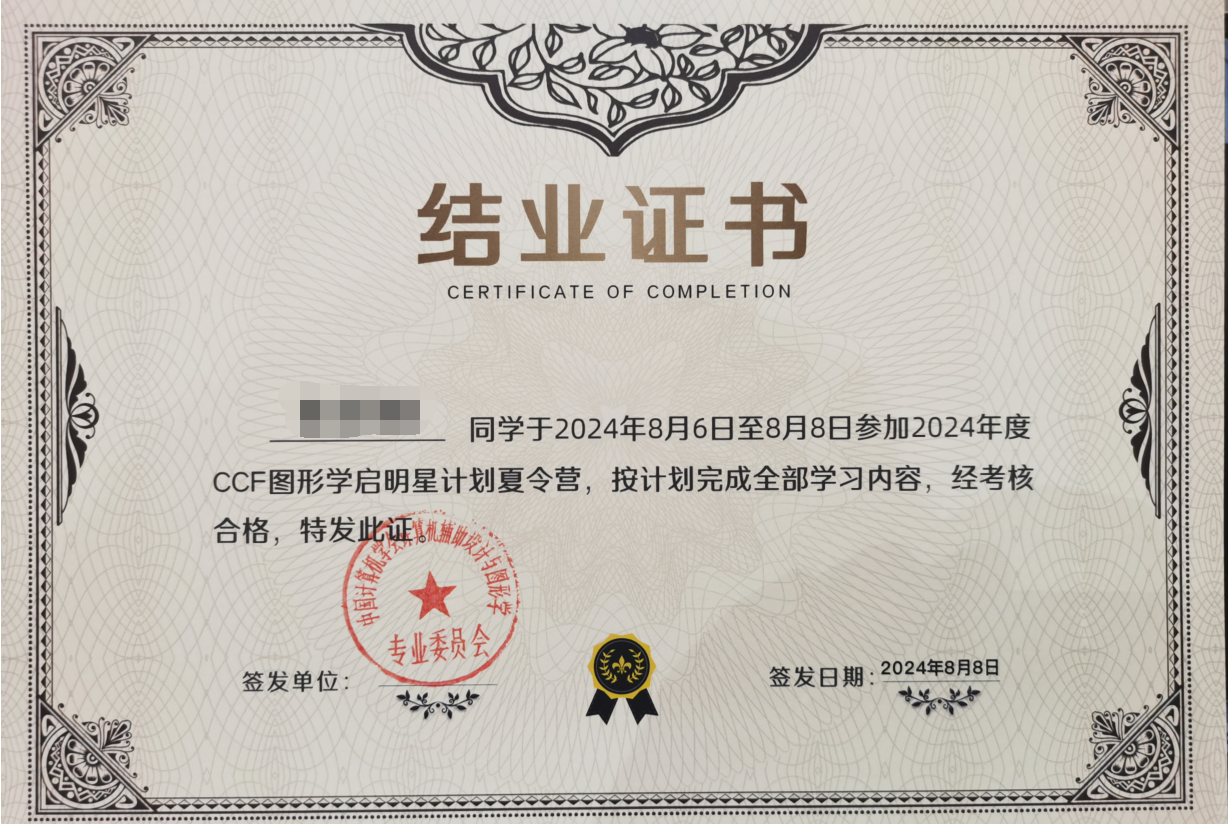 结业证书
CERTIFICATE OF COMPLETION
同学于2024年8月6日至8月8日参加2024年度
CCF图形学启明星计划夏令营，按计划完成全部学习内容，经考核
合格，特发此证。
中国计算机学会计算机辅助设计与图形学
专业委员会
签发单位：
签发日期：2024年8月8日